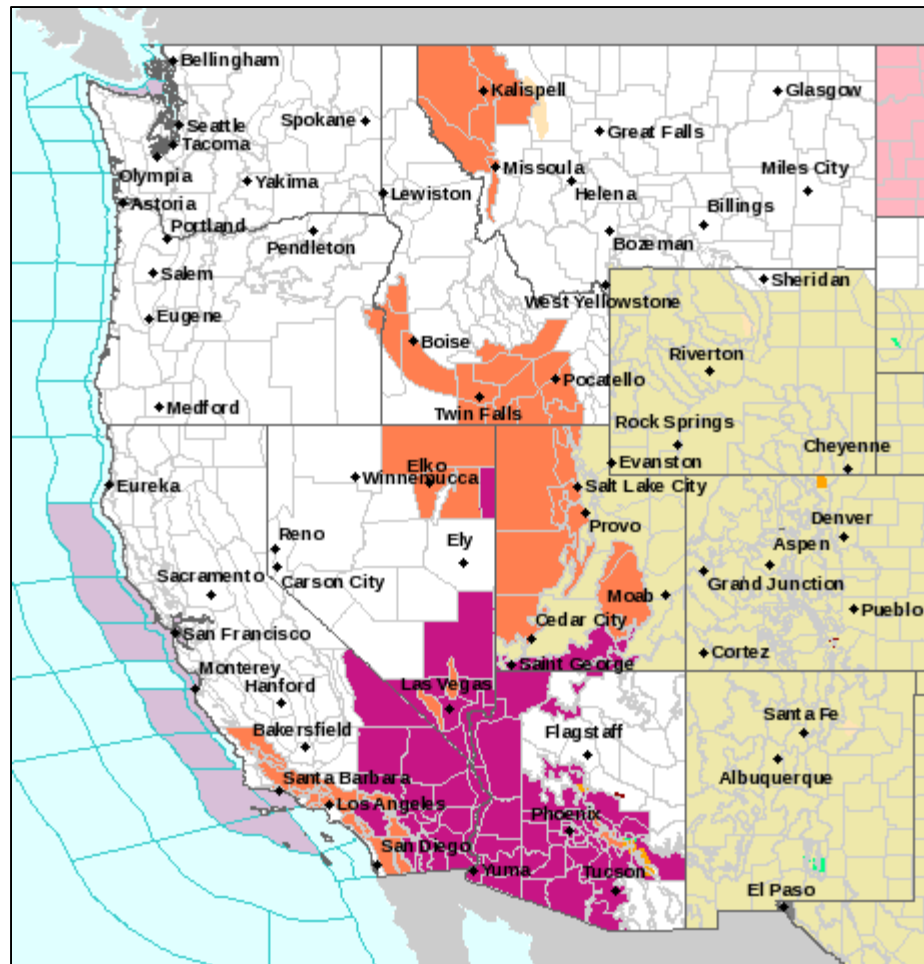 Bellingham
Kalispell
Glasgow
Seattle
Spokane
Tacoma
Great Falls
Olympia
Missoula
Miles City
Yakima
Helena
Lewiston
Astoria
Billings
Portland
Pendleton
Bozeman
Salem
Sheridan
West Yellowstone
Eugene
Boise
Riverton
Pocatello
Medford
Twin Falls
Rock Springs
Cheyenne
Elko
Evanston
Winnemucca
Eureka
Salt Lake City
Provo
Denver
Reno
Ely
Aspen
Sacramento
Carson City
Grand Junction
Moab
Pueblo
Cedar City
San Francisco
Cortez
Saint George
Monterey
Hanford
Las Vegas
Santa Fe
Bakersfield
Flagstaff
Santa Barbara
Albuquerque
Los Angeles
Phoenix
San Diego
Yuma
Tucson
El Paso